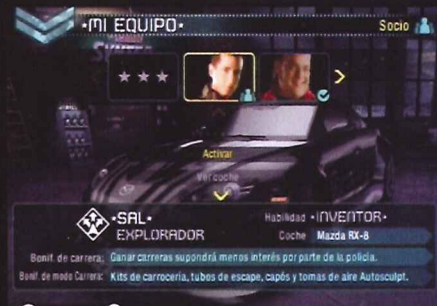 •MI EQUIPO•
Socio
Activar
Ver coche
•SAL•
EXPLORADOR
Habilidad •INVENTOR•
Coche Mazda RX-8
Bonif. de carrera: Ganar carreras supondrá menos interés por parte de la policía.
Bonif. de modo Carrera: Kits de carrocería, tubos de escape, capós y tomas de aire Autosculpt.